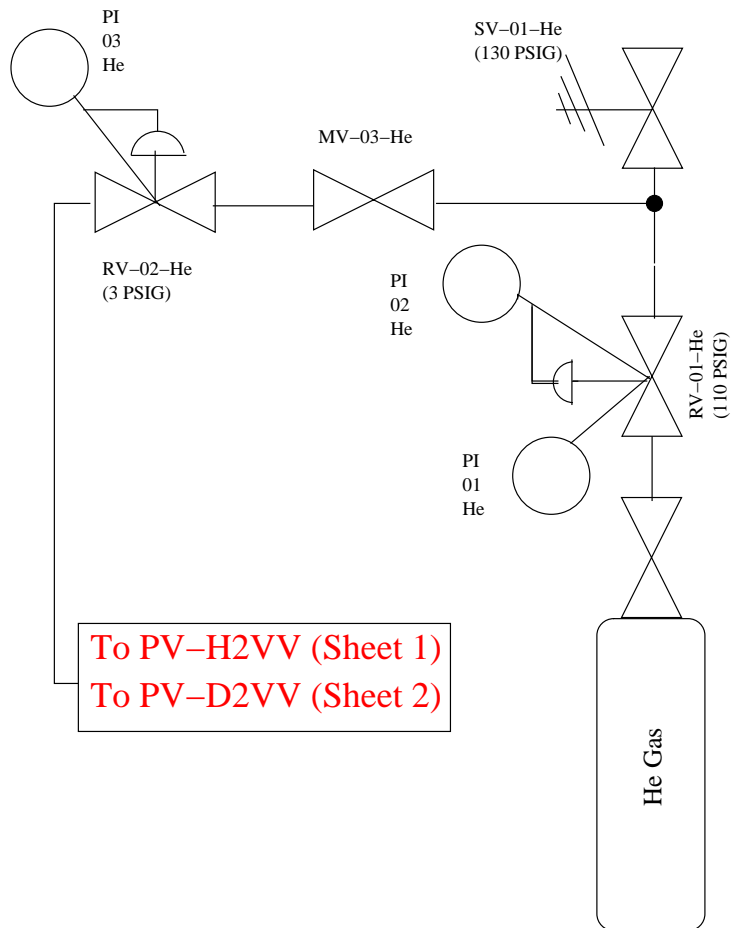 PI
03
He
SV−01−He
(130 PSIG)
MV−03−He
RV−02−He
(3 PSIG)
PI
02
He
RV−01−He
(110 PSIG)
PI
01
He
To PV−H2VV (Sheet 1)
To PV−D2VV (Sheet 2)
He Gas